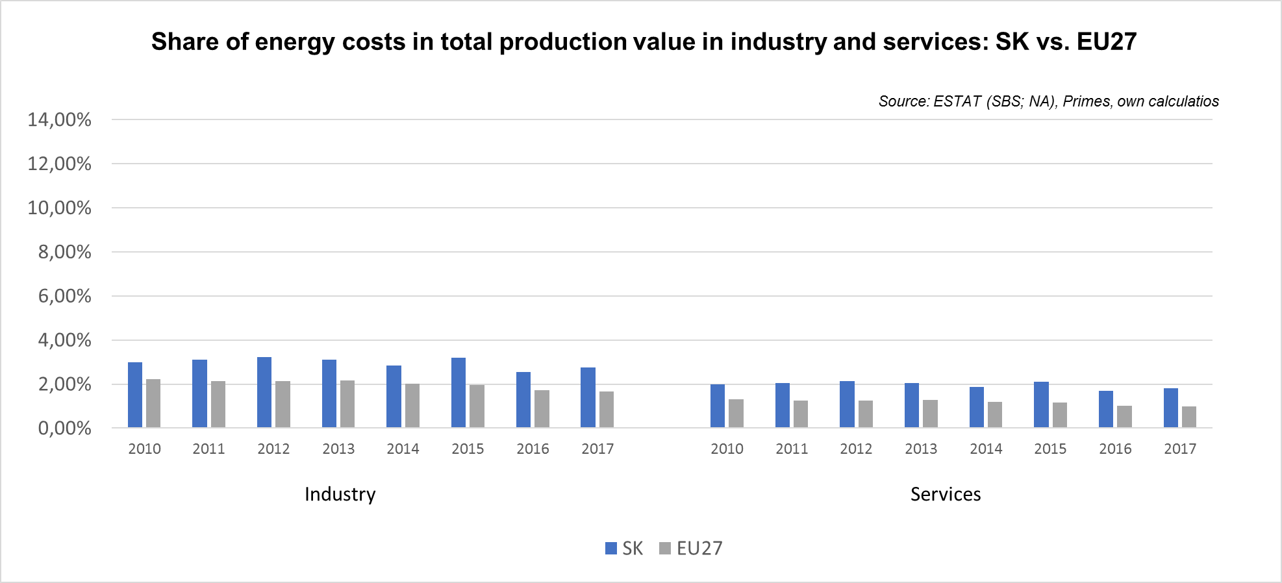 Share of energy costs in total production value in industry and services: SK vs. EU27
Source: ESTAT (SBS; NA), Primes, own calculatios
14,00%
12,00%
10,00%
8,00%
6,00%
4,00%
2,00%
0,00%
2010 2011 2012 2013 2014 2015 2016 2017 2010 2011 2012 2013 2014 2015 2016 2017
Industry Services
SK EU27